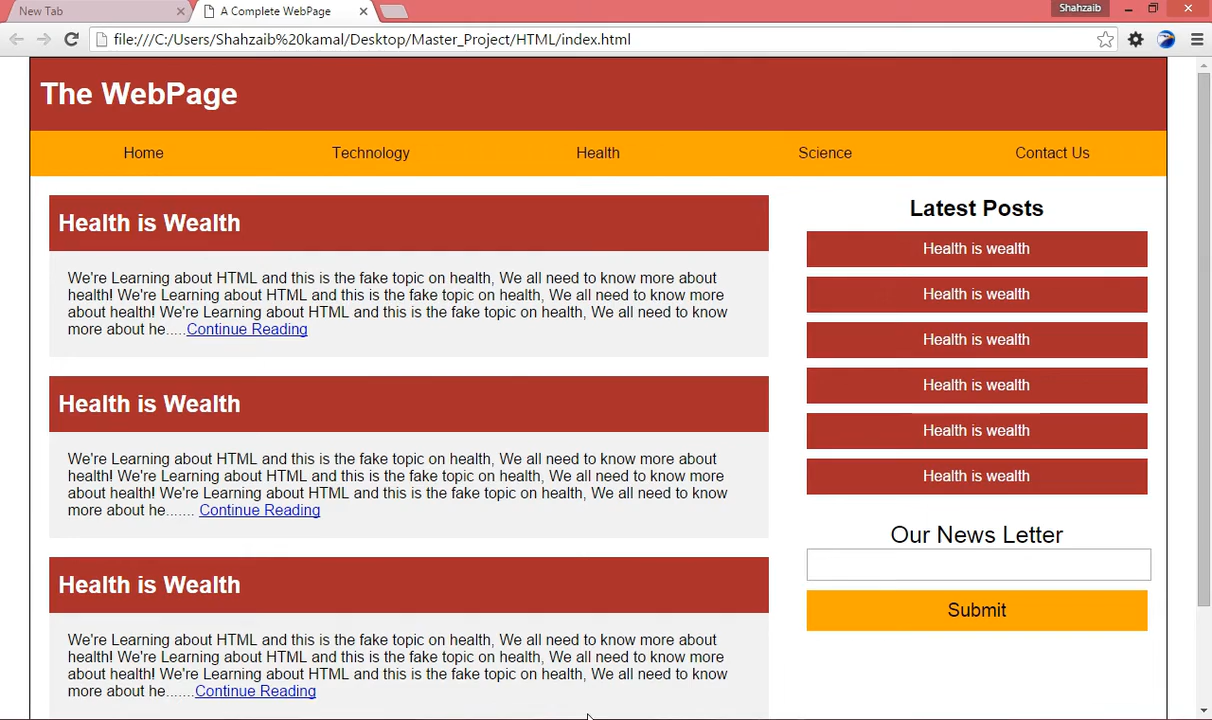 New Tab
A Complete WebPage
Shahzaib
file:///C:/Users/Shahzaib%20kamal/Desktop/Master_Project/HTML/index.html
The WebPage
Home
Technology
Health
Science
Contact Us
Health is Wealth
We're Learning about HTML and this is the fake topic on health, We all need to know more about
health! We're Learning about HTML and this is the fake topic on health, We all need to know more
about health! We're Learning about HTML and this is the fake topic on health, We all need to know
more about he.....Continue Reading
Health is Wealth
We're Learning about HTML and this is the fake topic on health, We all need to know more about
health! We're Learning about HTML and this is the fake topic on health, We all need to know more
about health! We're Learning about HTML and this is the fake topic on health, We all need to know
more about he....... Continue Reading
Health is Wealth
We're Learning about HTML and this is the fake topic on health, We all need to know more about
health! We're Learning about HTML and this is the fake topic on health, We all need to know more
about health! We're Learning about HTML and this is the fake topic on health, We all need to know
more about he.......Continue Reading
Latest Posts
Health is wealth
Health is wealth
Health is wealth
Health is wealth
Health is wealth
Health is wealth
Our News Letter
Submit